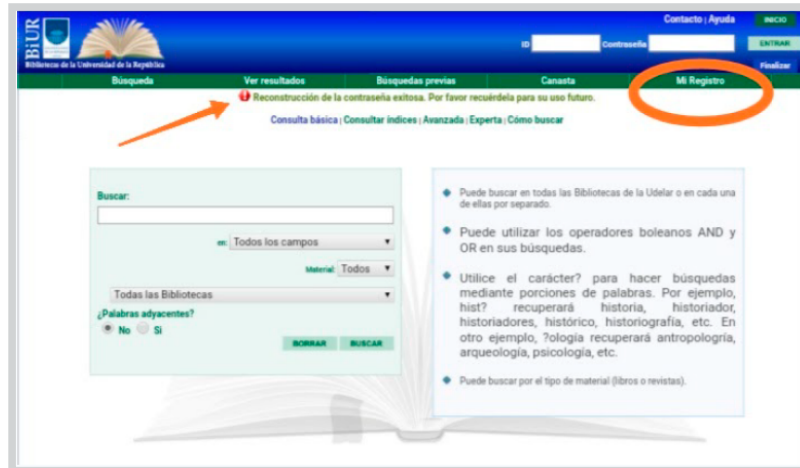 Contacto | Ayuda
INICIO
BiUR
ID
Contraseña
ENTRAR
Bibliotecas de la Universidad de la República
Finalizar
Búsqueda
Ver resultados
Búsquedas previas
Canasta
Mi Registro
Reconstrucción de la contraseña exitosa. Por favor recuérdela para su uso futuro.
Consulta básica | Consultar índices | Avanzada | Experta | Cómo buscar
Buscar:
en: Todos los campos
Material: Todos
Todas las Bibliotecas
¿Palabras adyacentes?
No Si
BORRAR BUSCAR
Puede buscar en todas las Bibliotecas de la Udelar o en cada una
de ellas por separado.
Puede utilizar los operadores boleanos AND y
OR en sus búsquedas.
Utilice el carácter? para hacer búsquedas
mediante porciones de palabras. Por ejemplo,
hist? recuperará historia, historiador,
historiadores, histórico, historiografía, etc. En
otro ejemplo, ?ología recuperará antropología,
arqueología, psicología, etc.
Puede buscar por el tipo de material (libros o revistas).